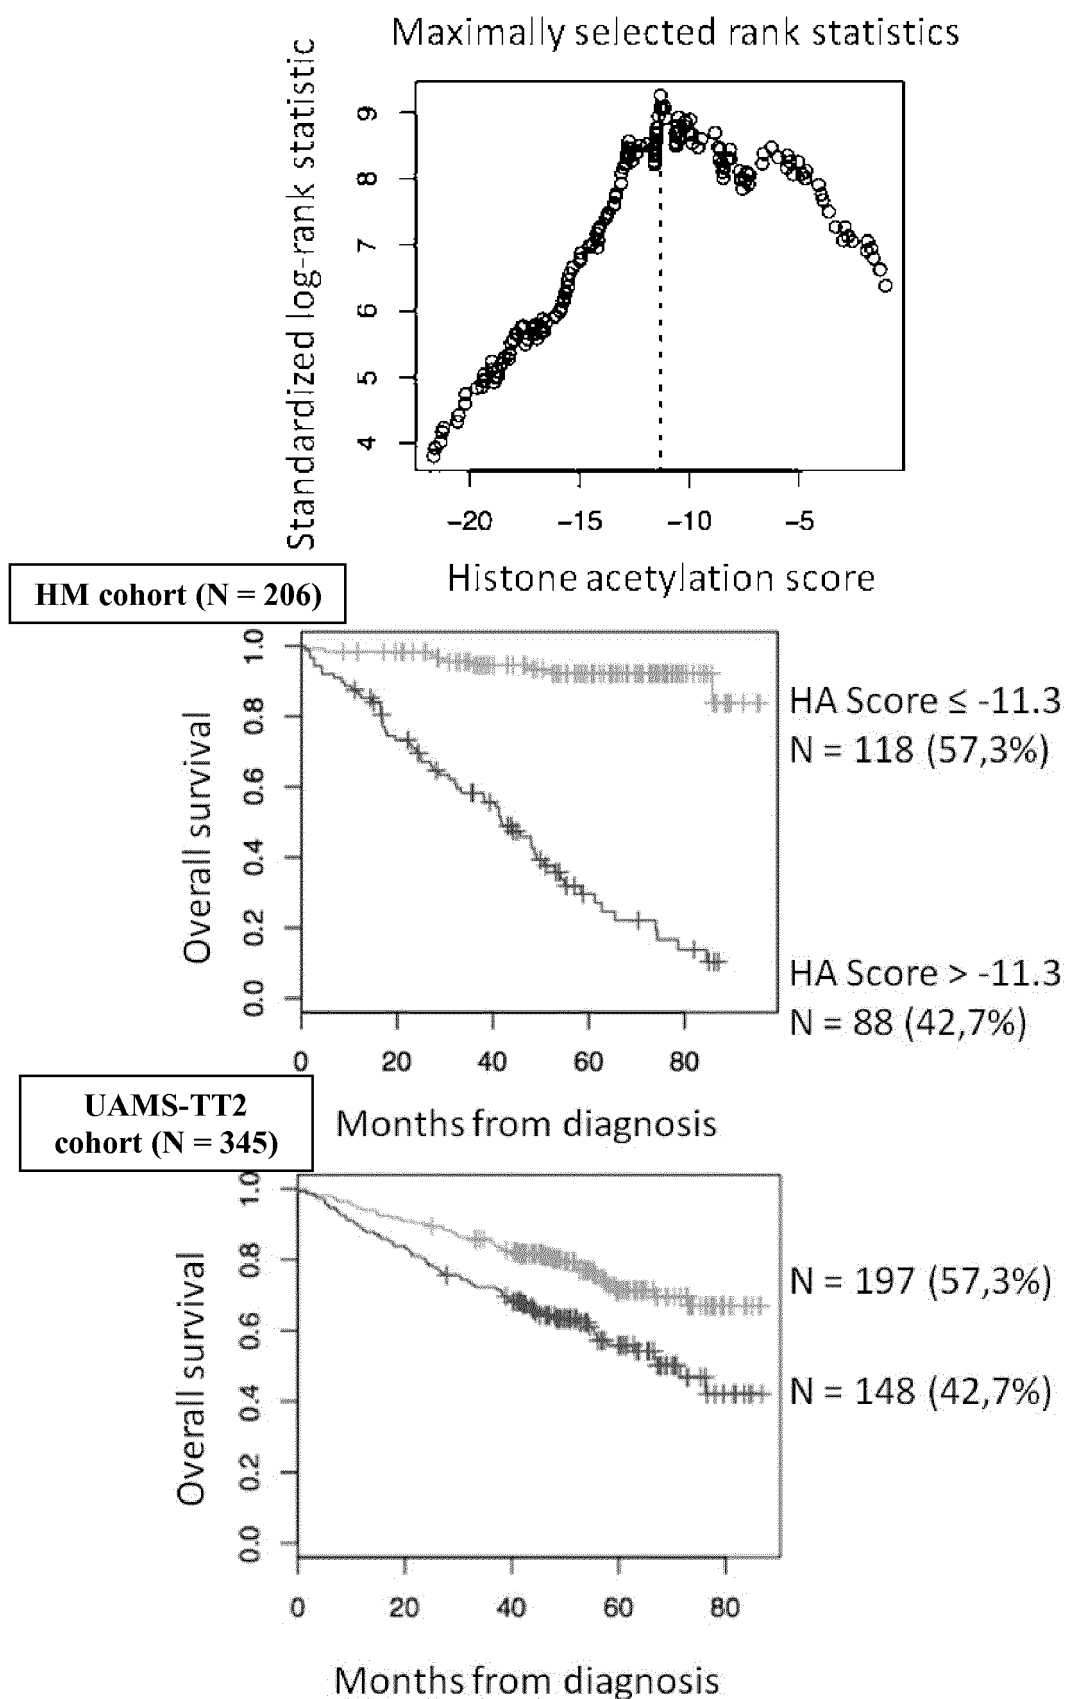 Maximally selected rank statistics
Standardized log-rank statistic
9
8
7
6
5
4
-20 -15 -10 -5
Histone acetylation score
HM cohort (N = 206)
Overall survival
1.0
0.8
0.6
0.4
0.2
0.0
HA Score ≤ -11.3
N = 118 (57,3%)
HA Score > -11.3
N = 88 (42,7%)
0 20 40 60 80
Months from diagnosis
UAMS-TT2
cohort (N = 345)
Overall survival
1.0
0.8
0.6
0.4
0.2
0.0
N = 197 (57,3%)
N = 148 (42,7%)
0 20 40 60 80
Months from diagnosis